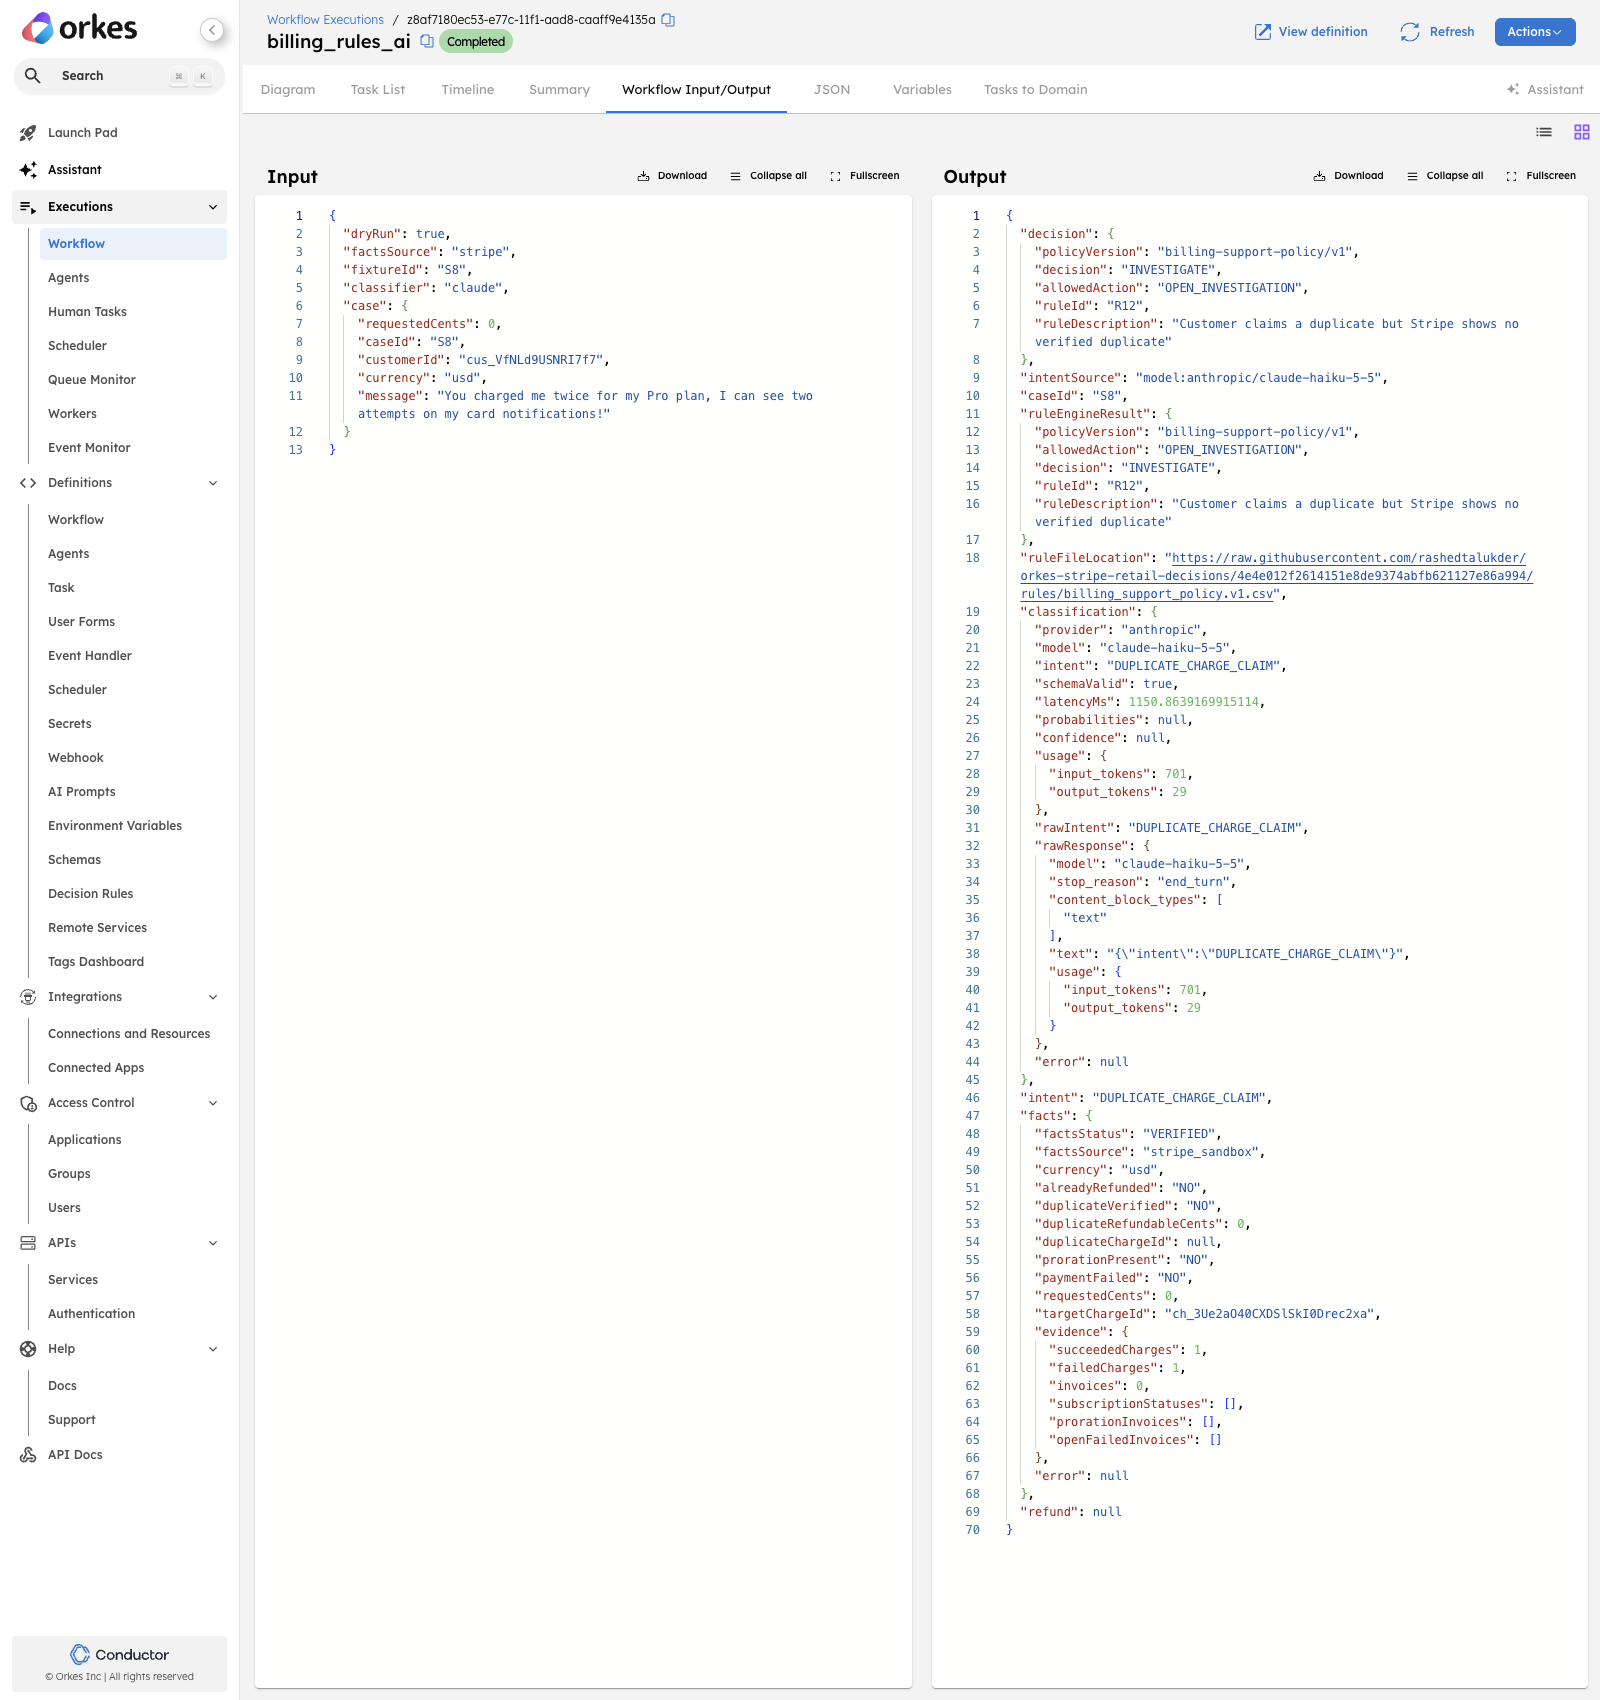 orkes
Search
⌘ K
Launch Pad
Assistant
Executions
Workflow
Agents
Human Tasks
Scheduler
Queue Monitor
Workers
Event Monitor
Definitions
Workflow
Agents
Task
User Forms
Event Handler
Scheduler
Secrets
Webhook
AI Prompts
Environment Variables
Schemas
Decision Rules
Remote Services
Tags Dashboard
Integrations
Connections and Resources
Connected Apps
Access Control
Applications
Groups
Users
APIs
Services
Authentication
Help
Docs
Support
API Docs
Conductor
© Orkes Inc | All rights reserved
Workflow Executions / z8af7180ec53-e77c-11f1-aad8-caaff9e4135a
billing_rules_ai Completed
View definition Refresh Actions
Diagram Task List Timeline Summary Workflow Input/Output JSON Variables Tasks to Domain Assistant
Input Download Collapse all Fullscreen
1 {
2 "dryRun": true,
3 "factsSource": "stripe",
4 "fixtureId": "S8",
5 "classifier": "claude",
6 "case": {
7 "requestedCents": 0,
8 "caseId": "S8",
9 "customerId": "cus_VfNLd9USNRI7f7",
10 "currency": "usd",
11 "message": "You charged me twice for my Pro plan, I can see two
attempts on my card notifications!"
12 }
13 }
Output Download Collapse all Fullscreen
1 {
2 "decision": {
3 "policyVersion": "billing-support-policy/v1",
4 "decision": "INVESTIGATE",
5 "allowedAction": "OPEN_INVESTIGATION",
6 "ruleId": "R12",
7 "ruleDescription": "Customer claims a duplicate but Stripe shows no
verified duplicate"
8 },
9 "intentSource": "model:anthropic/claude-haiku-5-5",
10 "caseId": "S8",
11 "ruleEngineResult": {
12 "policyVersion": "billing-support-policy/v1",
13 "allowedAction": "OPEN_INVESTIGATION",
14 "decision": "INVESTIGATE",
15 "ruleId": "R12",
16 "ruleDescription": "Customer claims a duplicate but Stripe shows no
verified duplicate"
17 },
18 "ruleFileLocation": "https://raw.githubusercontent.com/rashedtalukder/
orkes-stripe-retail-decisions/4e4e012f2614151e8de9374abfb621127e86a994/
rules/billing_support_policy.v1.csv",
19 "classification": {
20 "provider": "anthropic",
21 "model": "claude-haiku-5-5",
22 "intent": "DUPLICATE_CHARGE_CLAIM",
23 "schemaValid": true,
24 "latencyMs": 1150.8639169915114,
25 "probabilities": null,
26 "confidence": null,
27 "usage": {
28 "input_tokens": 701,
29 "output_tokens": 29
30 },
31 "rawIntent": "DUPLICATE_CHARGE_CLAIM",
32 "rawResponse": {
33 "model": "claude-haiku-5-5",
34 "stop_reason": "end_turn",
35 "content_block_types": [
36 "text"
37 ],
38 "text": "{\"intent\":\"DUPLICATE_CHARGE_CLAIM\"}",
39 "usage": {
40 "input_tokens": 701,
41 "output_tokens": 29
42 }
43 },
44 "error": null
45 },
46 "intent": "DUPLICATE_CHARGE_CLAIM",
47 "facts": {
48 "factsStatus": "VERIFIED",
49 "factsSource": "stripe_sandbox",
50 "currency": "usd",
51 "alreadyRefunded": "NO",
52 "duplicateVerified": "NO",
53 "duplicateRefundableCents": 0,
54 "duplicateChargeId": null,
55 "prorationPresent": "NO",
56 "paymentFailed": "NO",
57 "requestedCents": 0,
58 "targetChargeId": "ch_3Ue2aO40CXDSlSkI0Drec2xa",
59 "evidence": {
60 "succeededCharges": 1,
61 "failedCharges": 1,
62 "invoices": 0,
63 "subscriptionStatuses": [],
64 "prorationInvoices": [],
65 "openFailedInvoices": []
66 },
67 "error": null
68 },
69 "refund": null
70 }